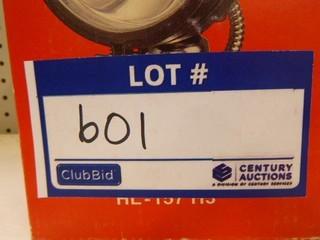 LOT #
601
ClubBid
CENTURY
AUCTIONS
A DIVISION OF CENTURY SERVICES